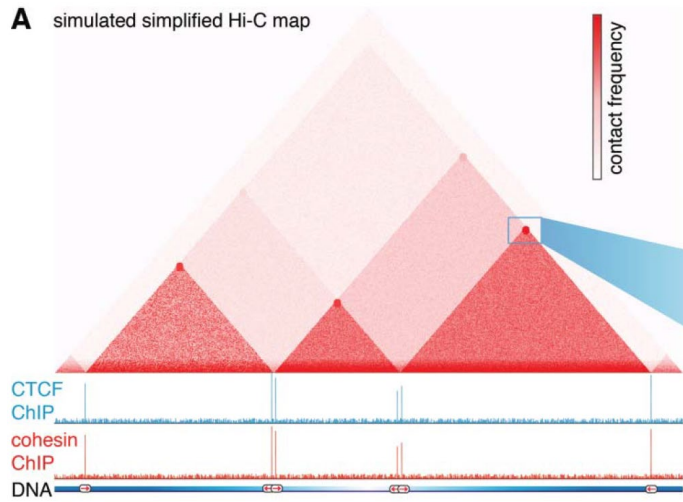 A
simulated simplified Hi-C map
contact frequency
CTCF
ChIP
cohesin
ChIP
DNA